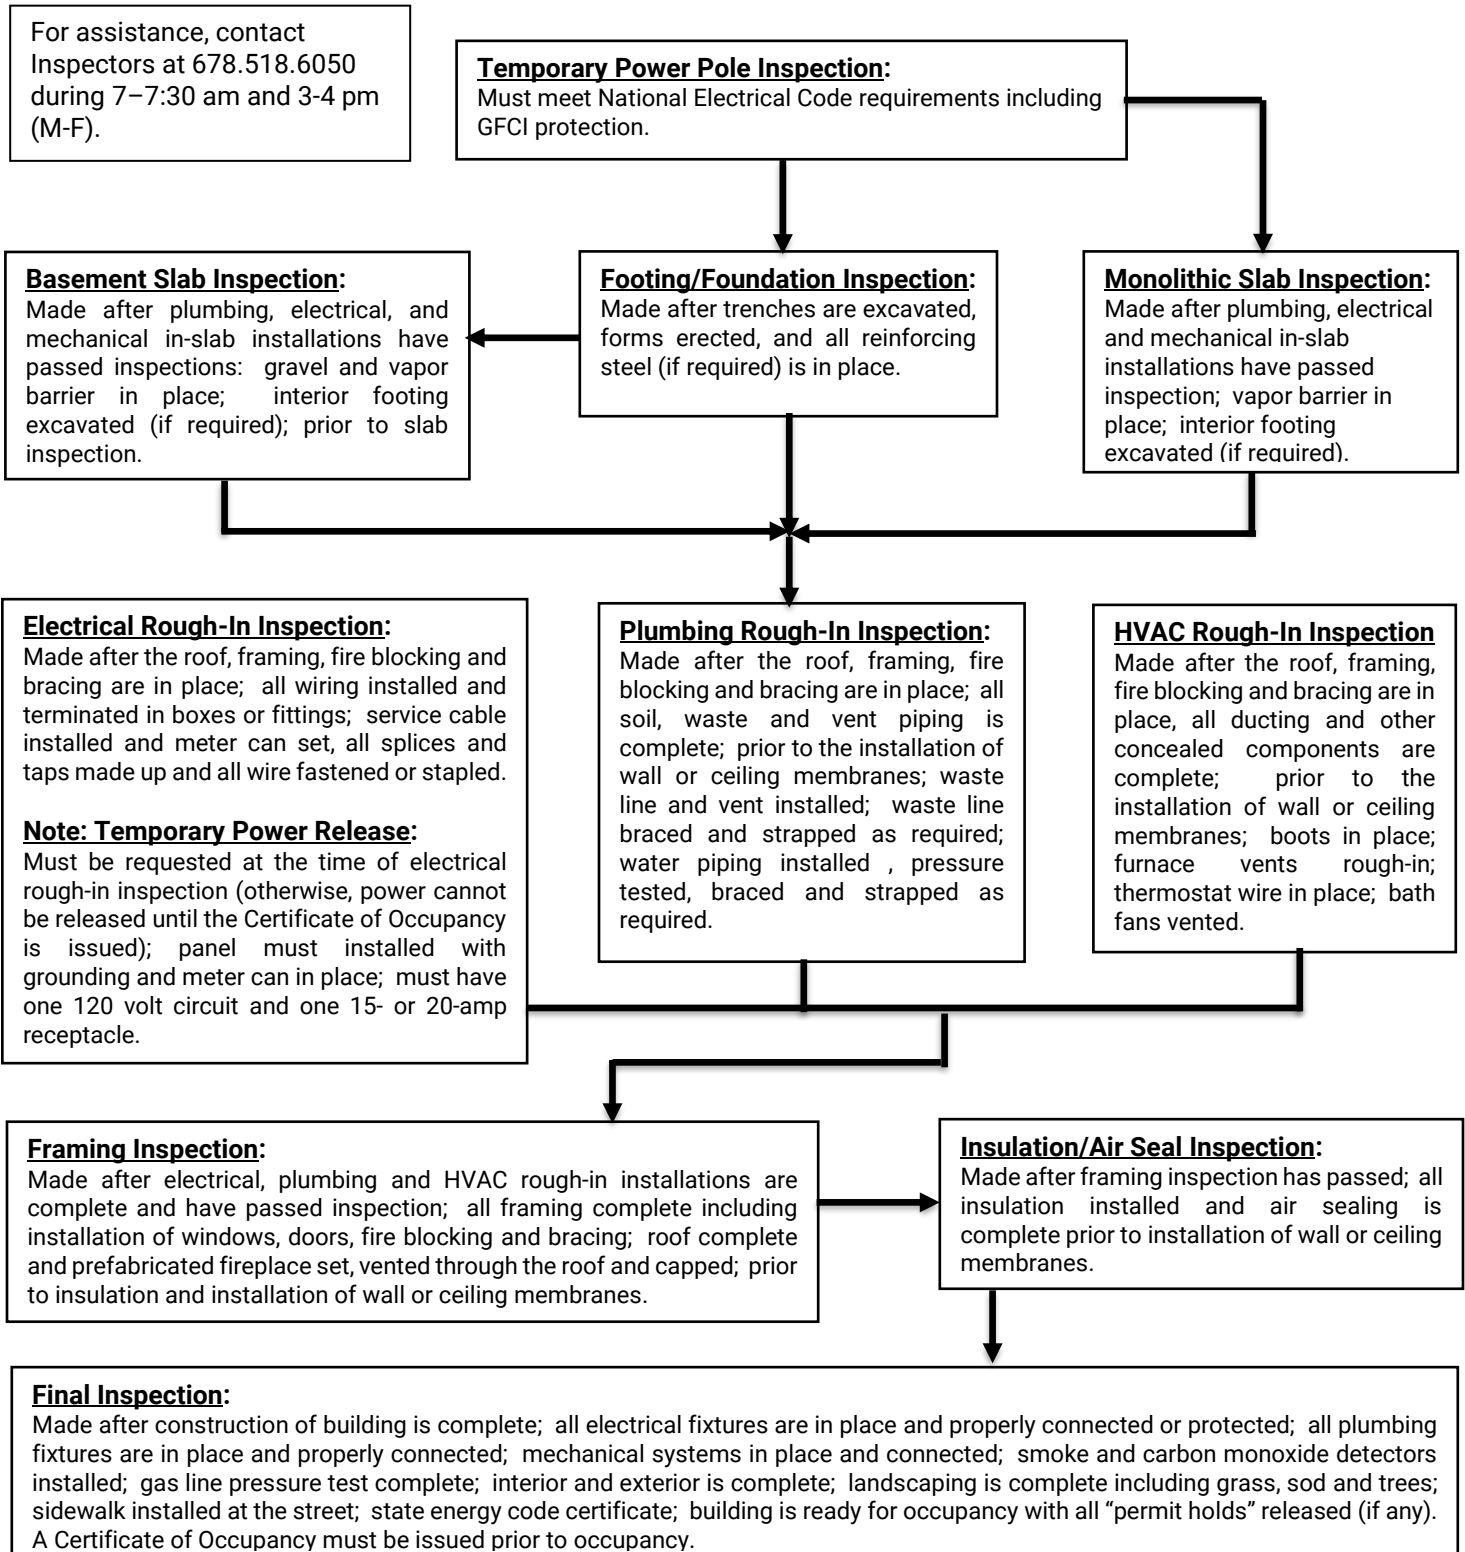 For assistance, contact
Inspectors at 678.518.6050
during 7–7:30 am and 3-4 pm
(M-F).
Temporary Power Pole Inspection:
Must meet National Electrical Code requirements including
GFCI protection.
Basement Slab Inspection:
Made after plumbing, electrical, and
mechanical in-slab installations have
passed inspections: gravel and vapor
barrier in place; interior footing
excavated (if required); prior to slab
inspection.
Footing/Foundation Inspection:
Made after trenches are excavated,
forms erected, and all reinforcing
steel (if required) is in place.
Monolithic Slab Inspection:
Made after plumbing, electrical
and mechanical in-slab
installations have passed
inspection; vapor barrier in
place; interior footing
excavated (if required).
Electrical Rough-In Inspection:
Made after the roof, framing, fire blocking and
bracing are in place; all wiring installed and
terminated in boxes or fittings; service cable
installed and meter can set, all splices and
taps made up and all wire fastened or stapled.
Note: Temporary Power Release:
Must be requested at the time of electrical
rough-in inspection (otherwise, power cannot
be released until the Certificate of Occupancy
is issued); panel must installed with
grounding and meter can in place; must have
one 120 volt circuit and one 15- or 20-amp
receptacle.
Plumbing Rough-In Inspection:
Made after the roof, framing, fire
blocking and bracing are in place; all
soil, waste and vent piping is
complete; prior to the installation of
wall or ceiling membranes; waste
line and vent installed; waste line
braced and strapped as required;
water piping installed , pressure
tested, braced and strapped as
required.
HVAC Rough-In Inspection
Made after the roof, framing,
fire blocking and bracing are in
place, all ducting and other
concealed components are
complete; prior to the
installation of wall or ceiling
membranes; boots in place;
furnace vents rough-in;
thermostat wire in place; bath
fans vented.
Framing Inspection:
Made after electrical, plumbing and HVAC rough-in installations are
complete and have passed inspection; all framing complete including
installation of windows, doors, fire blocking and bracing; roof complete
and prefabricated fireplace set, vented through the roof and capped; prior
to insulation and installation of wall or ceiling membranes.
Insulation/Air Seal Inspection:
Made after framing inspection has passed; all
insulation installed and air sealing is
complete prior to installation of wall or ceiling
membranes.
Final Inspection:
Made after construction of building is complete; all electrical fixtures are in place and properly connected or protected; all plumbing
fixtures are in place and properly connected; mechanical systems in place and connected; smoke and carbon monoxide detectors
installed; gas line pressure test complete; interior and exterior is complete; landscaping is complete including grass, sod and trees;
sidewalk installed at the street; state energy code certificate; building is ready for occupancy with all “permit holds” released (if any).
A Certificate of Occupancy must be issued prior to occupancy.